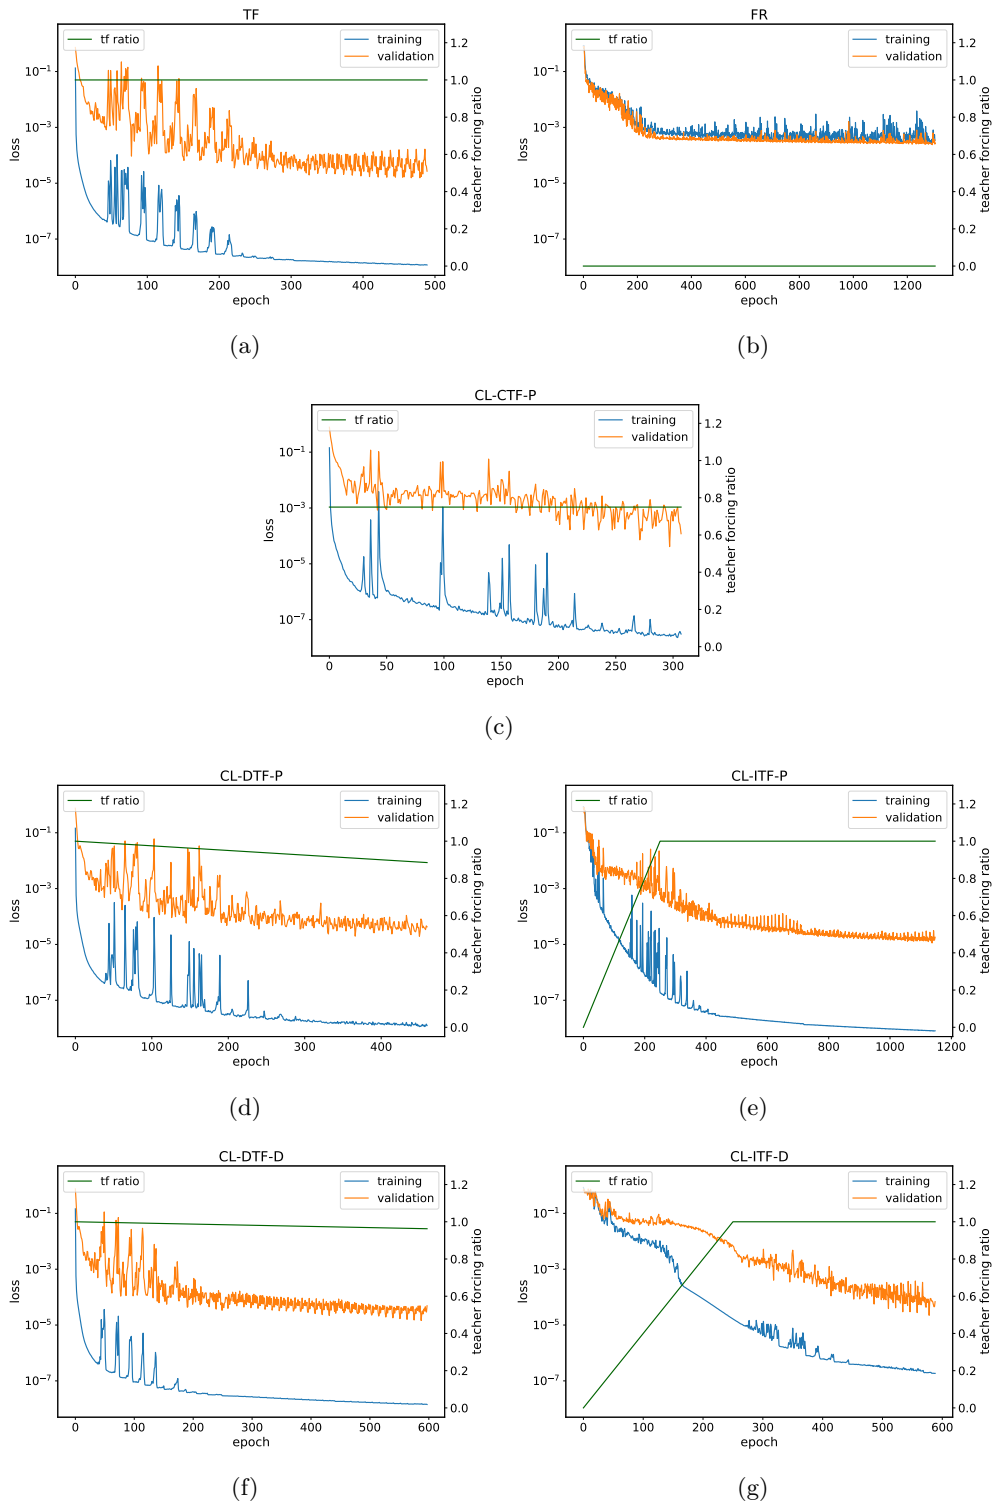 TF
tf ratio
training
validation
loss
teacher forcing ratio
10⁻¹
10⁻³
10⁻⁵
10⁻⁷
1.2
1.0
0.8
0.6
0.4
0.2
0.0
0 100 200 300 400 500
epoch
(a)
FR
tf ratio
training
validation
loss
teacher forcing ratio
10⁻¹
10⁻³
10⁻⁵
10⁻⁷
1.2
1.0
0.8
0.6
0.4
0.2
0.0
0 200 400 600 800 1000 1200
epoch
(b)
CL-CTF-P
tf ratio
training
validation
loss
teacher forcing ratio
10⁻¹
10⁻³
10⁻⁵
10⁻⁷
1.2
1.0
0.8
0.6
0.4
0.2
0.0
0 50 100 150 200 250 300
epoch
(c)
CL-DTF-P
tf ratio
training
validation
loss
teacher forcing ratio
10⁻¹
10⁻³
10⁻⁵
10⁻⁷
1.2
1.0
0.8
0.6
0.4
0.2
0.0
0 100 200 300 400
epoch
(d)
CL-ITF-P
tf ratio
training
validation
loss
teacher forcing ratio
10⁻¹
10⁻³
10⁻⁵
10⁻⁷
1.2
1.0
0.8
0.6
0.4
0.2
0.0
0 200 400 600 800 1000 1200
epoch
(e)
CL-DTF-D
tf ratio
training
validation
loss
teacher forcing ratio
10⁻¹
10⁻³
10⁻⁵
10⁻⁷
1.2
1.0
0.8
0.6
0.4
0.2
0.0
0 100 200 300 400 500 600
epoch
(f)
CL-ITF-D
tf ratio
training
validation
loss
teacher forcing ratio
10⁻¹
10⁻³
10⁻⁵
10⁻⁷
1.2
1.0
0.8
0.6
0.4
0.2
0.0
0 100 200 300 400 500 600
epoch
(g)